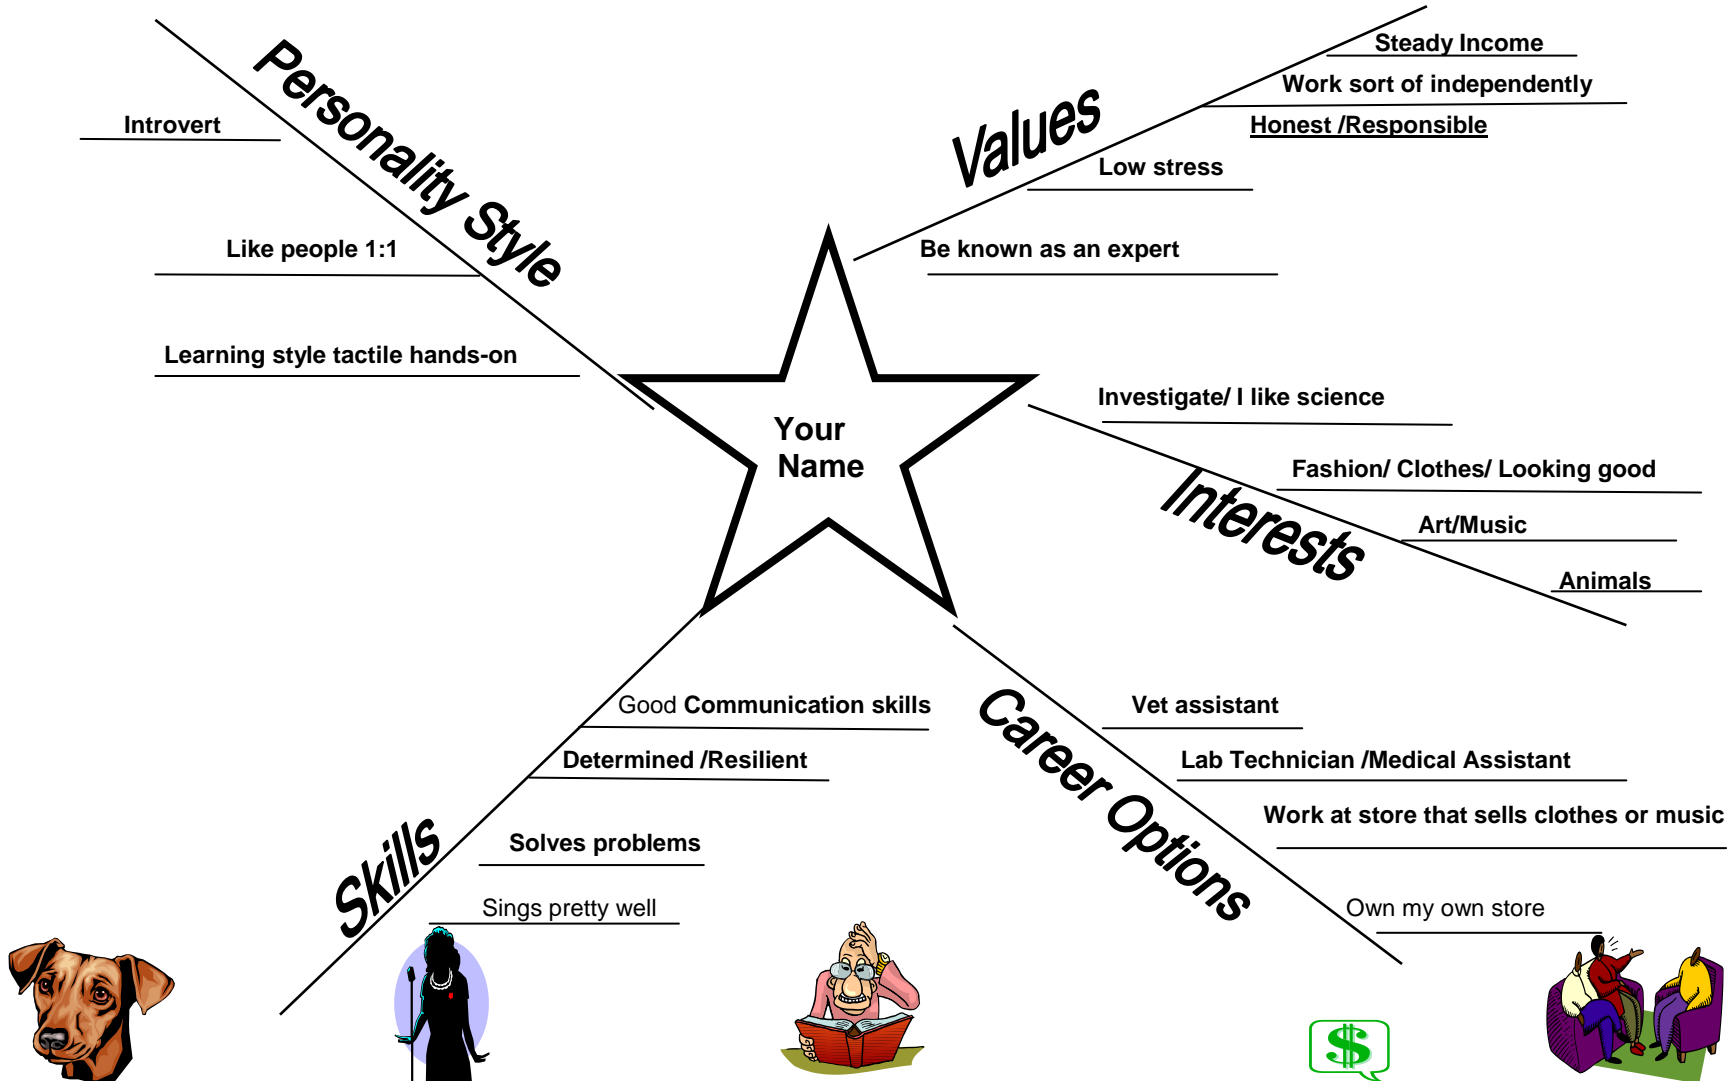 Personality Style
Introvert
Like people 1:1
Learning style tactile hands-on
Values
Steady Income
Work sort of independently
Honest /Responsible
Low stress
Be known as an expert
Your
Name
Interests
Investigate/ I like science
Fashion/ Clothes/ Looking good
Art/Music
Animals
Skills
Good Communication skills
Determined /Resilient
Solves problems
Sings pretty well
Career Options
Vet assistant
Lab Technician /Medical Assistant
Work at store that sells clothes or music
Own my own store
$